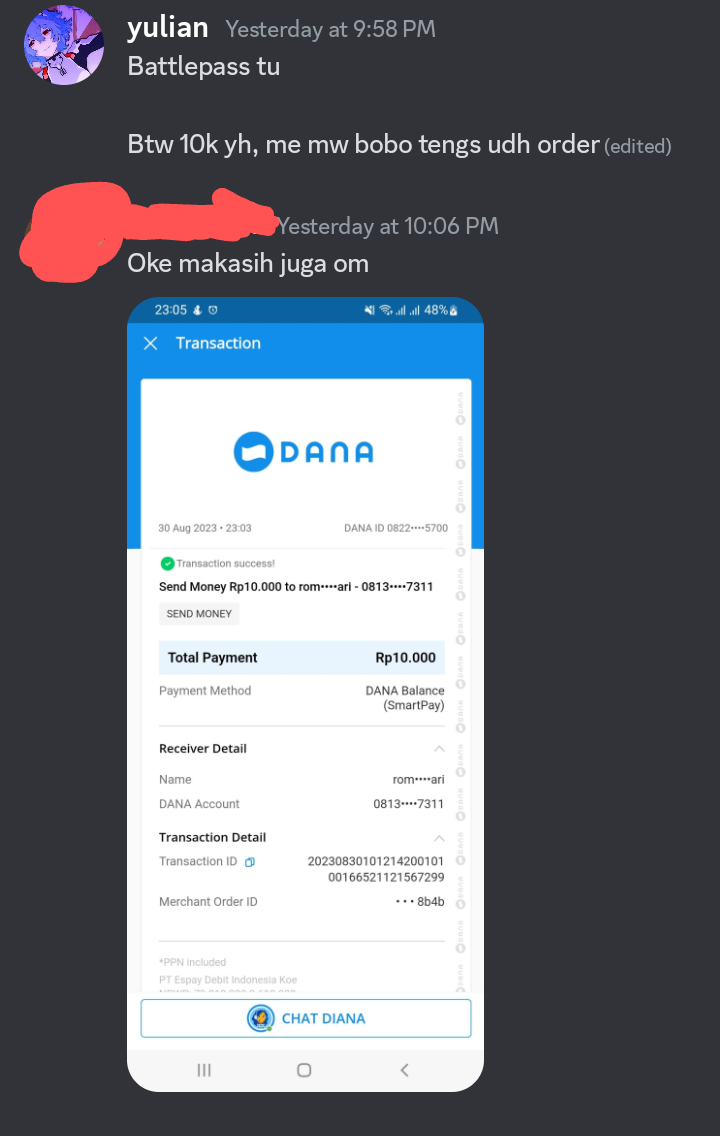 yulian Yesterday at 9:58 PM
Battlepass tu
Btw 10k yh, me mw bobo tengs udh order (edited)
Yesterday at 10:06 PM
Oke makasih juga om
23:05 48%
Transaction
DANA
30 Aug 2023 • 23:03 DANA ID 0822••••5700
Transaction success!
Send Money Rp10.000 to rom••••ari - 0813••••7311
SEND MONEY
Total Payment Rp10.000
Payment Method DANA Balance
(SmartPay)
Receiver Detail
Name rom••••ari
DANA Account 0813••••7311
Transaction Detail
Transaction ID 20230830101214200101
00166521121567299
Merchant Order ID • • • 8b4b
*PPN included
PT Espay Debit Indonesia Koe
CHAT DIANA